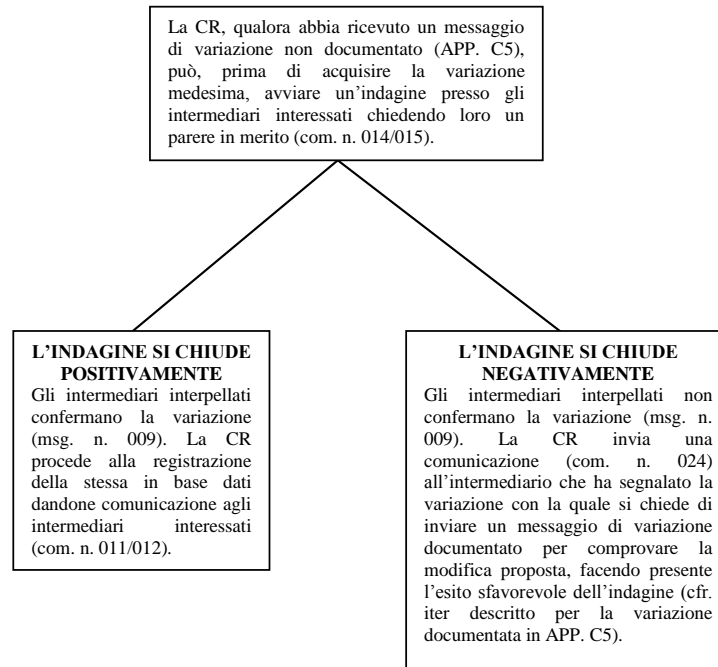 La CR, qualora abbia ricevuto un messaggio
di variazione non documentato (APP. C5),
può, prima di acquisire la variazione
medesima, avviare un'indagine presso gli
intermediari interessati chiedendo loro un
parere in merito (com. n. 014/015).
L'INDAGINE SI CHIUDE
POSITIVAMENTE
Gli intermediari interpellati
confermano la variazione
(msg. n. 009). La CR
procede alla registrazione
della stessa in base dati
dandone comunicazione agli
intermediari interessati
(com. n. 011/012).
L'INDAGINE SI CHIUDE
NEGATIVAMENTE
Gli intermediari interpellati non
confermano la variazione (msg. n.
009). La CR invia una
comunicazione (com. n. 024)
all'intermediario che ha segnalato la
variazione con la quale si chiede di
inviare un messaggio di variazione
documentato per comprovare la
modifica proposta, facendo presente
l'esito sfavorevole dell'indagine (cfr.
iter descritto per la variazione
documentata in APP. C5).